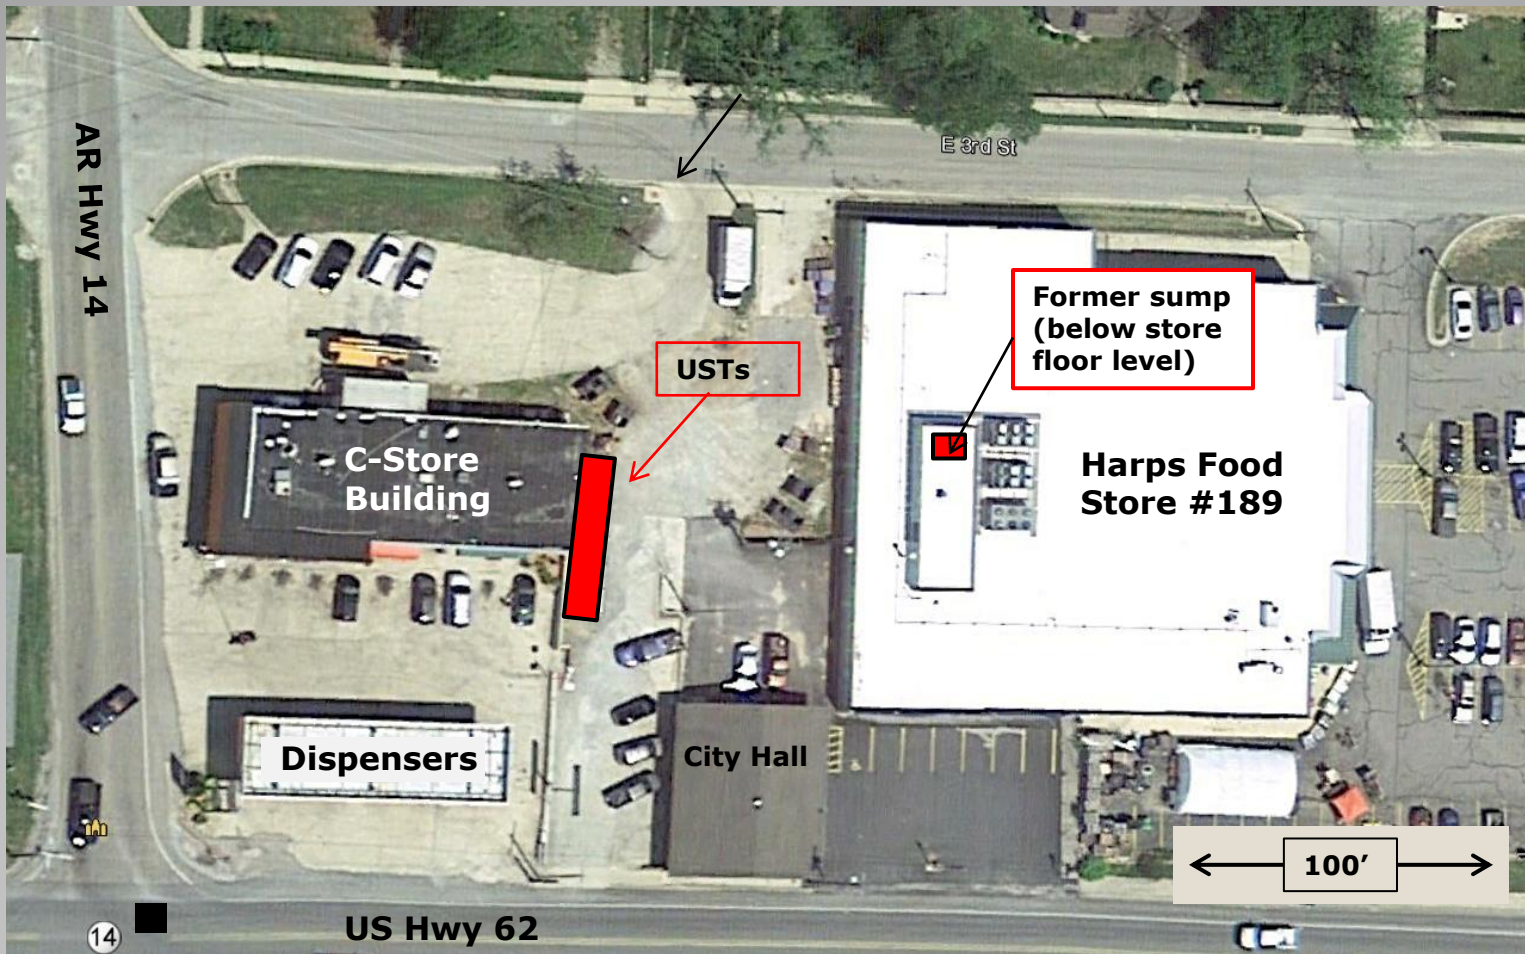 AR Hwy 14
E 3rd St
Former sump
(below store
floor level)
USTs
C-Store
Building
Harps Food
Store #189
Dispensers
City Hall
100’
US Hwy 62
14